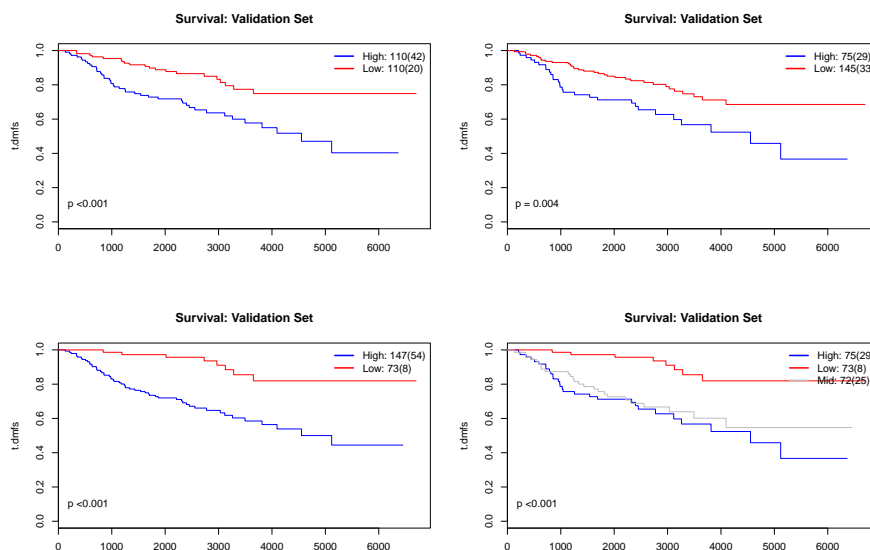 Survival: Validation Set
t.dmfs
1.0
0.8
0.6
0.4
0.2
0.0
High: 110(42)
Low: 110(20)
p <0.001
0 1000 2000 3000 4000 5000 6000
Survival: Validation Set
t.dmfs
1.0
0.8
0.6
0.4
0.2
0.0
High: 75(29)
Low: 145(33
p = 0.004
0 1000 2000 3000 4000 5000 6000
Survival: Validation Set
t.dmfs
1.0
0.8
0.6
0.4
0.2
0.0
High: 147(54)
Low: 73(8)
p <0.001
0 1000 2000 3000 4000 5000 6000
Survival: Validation Set
t.dmfs
1.0
0.8
0.6
0.4
0.2
0.0
High: 75(29
Low: 73(8)
Mid: 72(25)
p <0.001
0 1000 2000 3000 4000 5000 6000